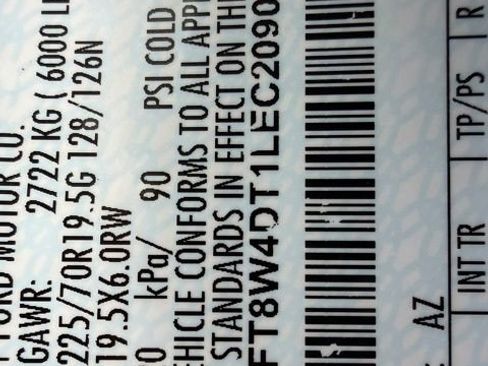 FORD MOTOR CO.
GAWR: 2722 KG ( 6000 L
225/70R19.5G 128/126N
19.5X6.0RW
0 kPa/ 90 PSI COLD
EHICLE CONFORMS TO ALL APP
STANDARDS IN EFFECT ON TH
FT8W4DT1LEC2090
AZ
INT TR TP/PS R